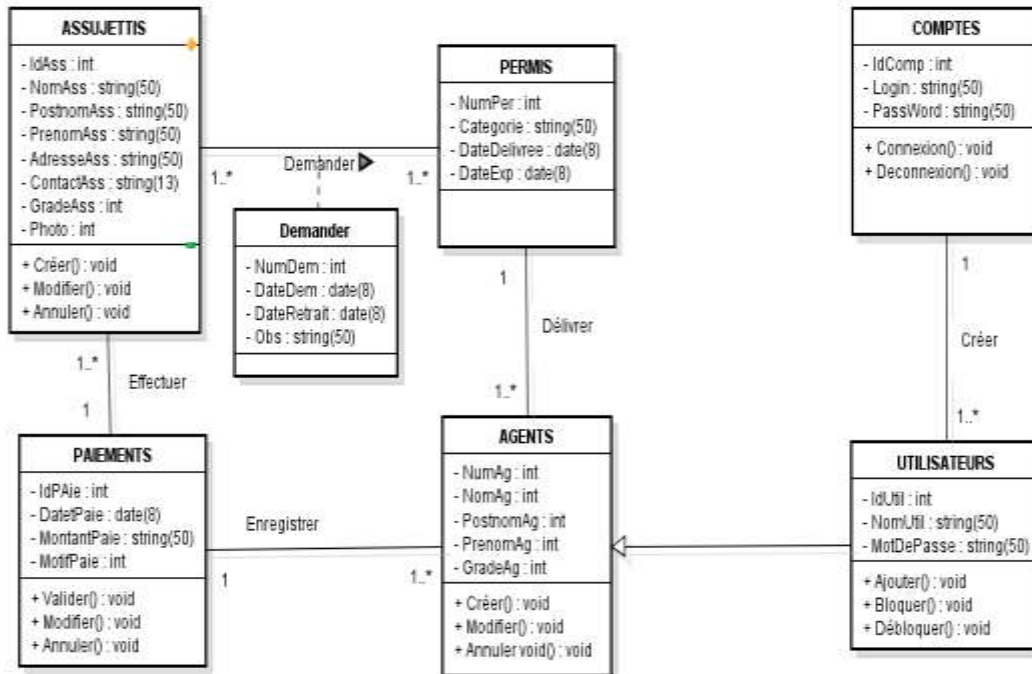 ASSUJETTIS
- IdAss : int
- NomAss : string(50)
- PostnomAss : string(50)
- PrenomAss : string(50)
- AdresseAss : string(50)
- ContactAss : string(13)
- GradeAss : int
- Photo : int
+ Créer() : void
+ Modifier() : void
+ Annuler() : void
1..*
Demander
1..*
PERMIS
- NumPer : int
- Categorie : string(50)
- DateDelivree : date(8)
- DateExp : date(8)
COMPTES
- IdComp : int
- Login : string(50)
- PassWord : string(50)
+ Connexion() : void
+ Deconnexion() : void
Demander
- NumDem : int
- DateDem : date(8)
- DateRetrait : date(8)
- Obs : string(50)
1
Délivrer
1..*
1
Créer
1..*
1..*
Effectuer
1
PAIEMENTS
- IdPAie : int
- DatetPaie : date(8)
- MontantPaie : string(50)
- MotifPaie : int
+ Valider() : void
+ Modifier() : void
+ Annuler() : void
Enregistrer
1
1..*
AGENTS
- NumAg : int
- NomAg : int
- PostnomAg : int
- PrenomAg : int
- GradeAg : int
+ Créer() : void
+ Modifier() : void
+ Annuler void() : void
UTILISATEURS
- IdUtil : int
- NomUtil : string(50)
- MotDePasse : string(50)
+ Ajouter() : void
+ Bloquer() : void
+ Débloquer() : void